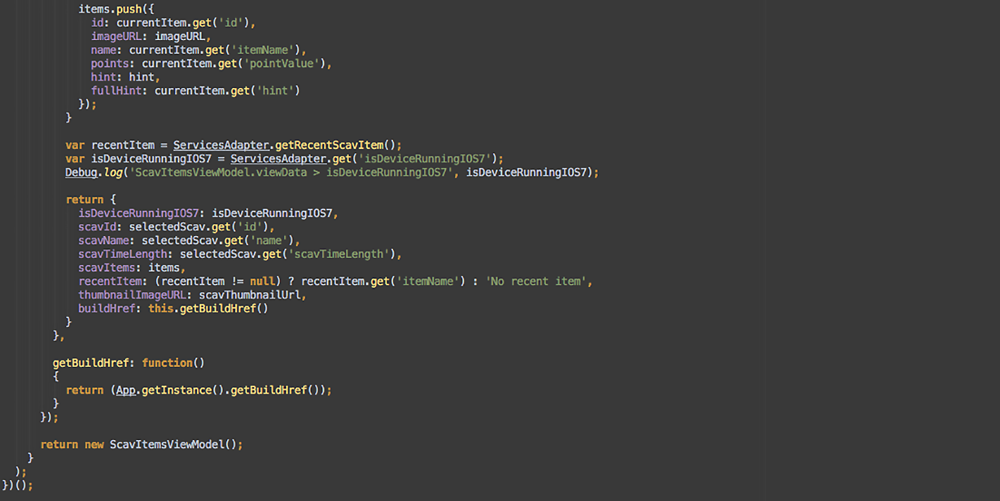 items.push({
id: currentItem.get('id'),
imageURL: imageURL,
name: currentItem.get('itemName'),
points: currentItem.get('pointValue'),
hint: hint,
fullHint: currentItem.get('hint')
});
}
var recentItem = ServicesAdapter.getRecentScavItem();
var isDeviceRunningIOS7 = ServicesAdapter.get('isDeviceRunningIOS7');
Debug.log('ScavItemsViewModel.viewData > isDeviceRunningIOS7', isDeviceRunningIOS7);
return {
isDeviceRunningIOS7: isDeviceRunningIOS7,
scavId: selectedScav.get('id'),
scavName: selectedScav.get('name'),
scavTimeLength: selectedScav.get('scavTimeLength'),
scavItems: items,
recentItem: (recentItem != null) ? recentItem.get('itemName') : 'No recent item',
thumbnailImageURL: scavThumbnailUrl,
buildHref: this.getBuildHref()
}
},
getBuildHref: function()
{
return (App.getInstance().getBuildHref());
}
});
return new ScavItemsViewModel();
}
);
})();